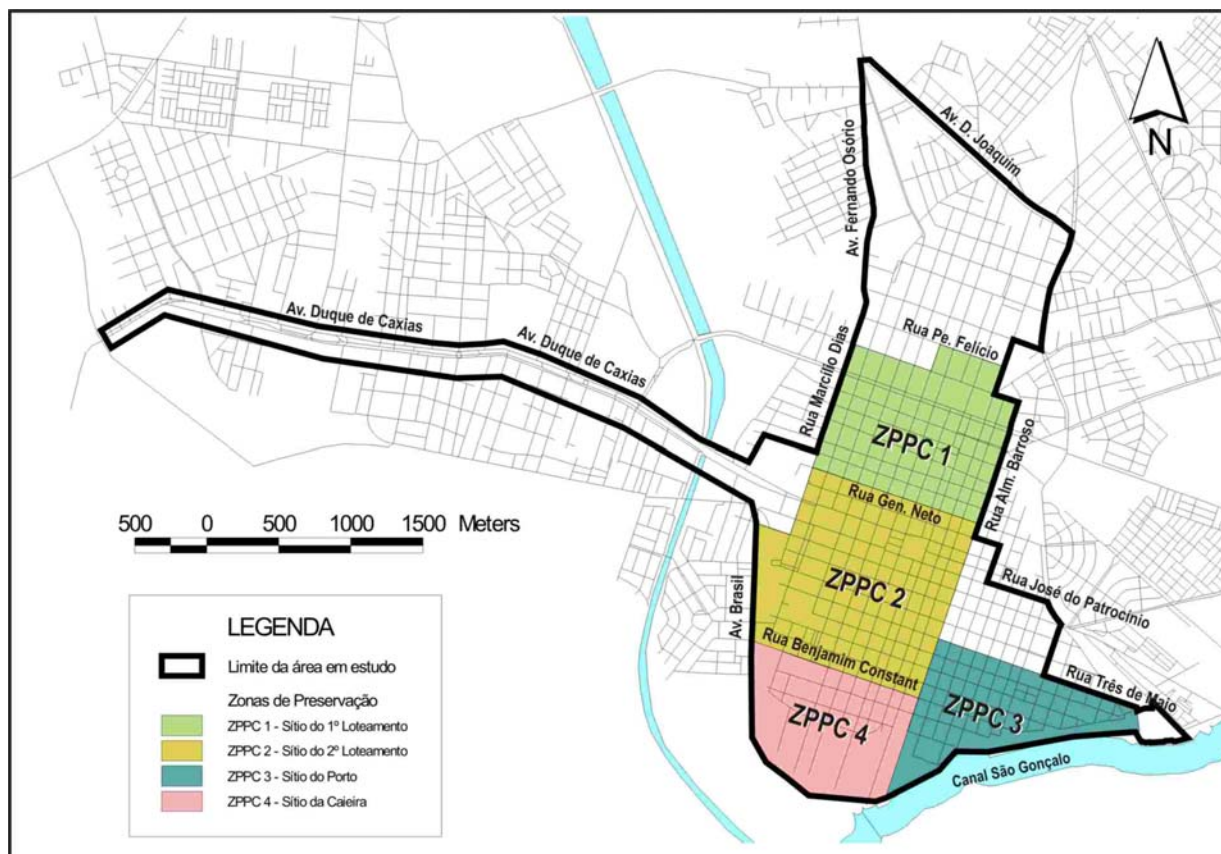 Av. D. Joaquim
N
Av. Fernando Osório
Av. Duque de Caxias
Av. Duque de Caxias
Rua Pe. Felício
Rua Marcílio Dias
ZPPC 1
Rua Alm. Barroso
Rua Gen. Neto
500 0 500 1000 1500 Meters
ZPPC 2
Av. Brasil
Rua José do Patrocínio
Rua Benjamim Constant
Rua Três de Maio
ZPPC 3
ZPPC 4
Canal São Gonçalo
LEGENDA
Limite da área em estudo
Zonas de Preservação
ZPPC 1 - Sítio do 1º Loteamento
ZPPC 2 - Sítio do 2º Loteamento
ZPPC 3 - Sítio do Porto
ZPPC 4 - Sítio da Caieira